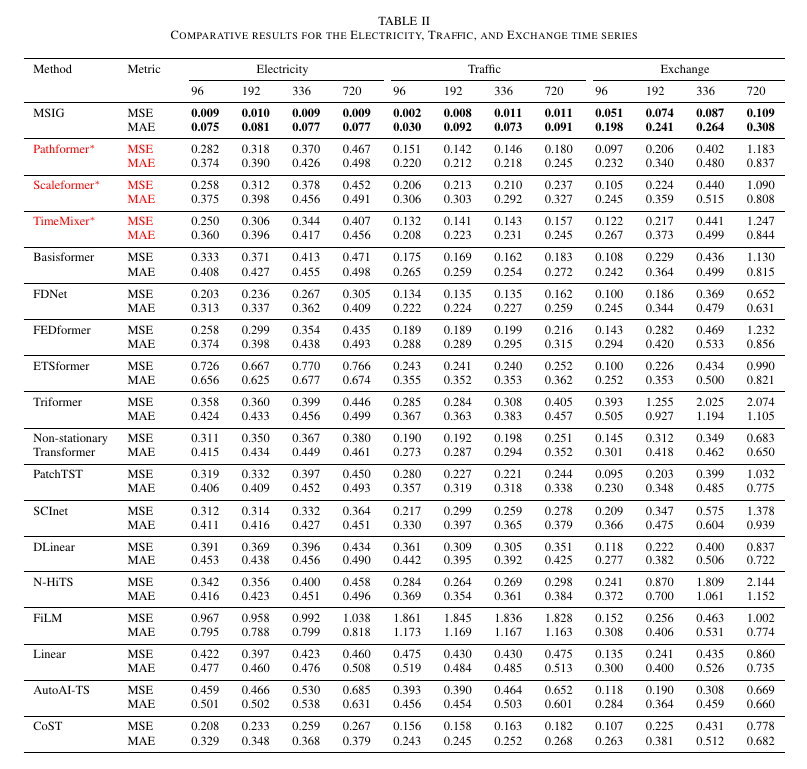 TABLE II
COMPARATIVE RESULTS FOR THE ELECTRICITY, TRAFFIC, AND EXCHANGE TIME SERIES
Method Metric Electricity Traffic Exchange
96 192 336 720 96 192 336 720 96 192 336 720
MSIG MSE 0.009 0.010 0.009 0.009 0.002 0.008 0.011 0.011 0.051 0.074 0.087 0.109
MAE 0.075 0.081 0.077 0.077 0.030 0.092 0.073 0.091 0.198 0.241 0.264 0.308
Pathformer* MSE 0.282 0.318 0.370 0.467 0.151 0.142 0.146 0.180 0.097 0.206 0.402 1.183
MAE 0.374 0.390 0.426 0.498 0.220 0.212 0.218 0.245 0.232 0.340 0.480 0.837
Scaleformer* MSE 0.258 0.312 0.378 0.452 0.206 0.213 0.210 0.237 0.105 0.224 0.440 1.090
MAE 0.375 0.398 0.456 0.491 0.306 0.303 0.292 0.327 0.245 0.359 0.515 0.808
TimeMixer* MSE 0.250 0.306 0.344 0.407 0.132 0.141 0.143 0.157 0.122 0.217 0.441 1.247
MAE 0.360 0.396 0.417 0.456 0.208 0.223 0.231 0.245 0.267 0.373 0.499 0.844
Basisformer MSE 0.333 0.371 0.413 0.471 0.175 0.169 0.162 0.183 0.108 0.229 0.436 1.130
MAE 0.408 0.427 0.455 0.498 0.265 0.259 0.254 0.272 0.242 0.364 0.499 0.815
FDNet MSE 0.203 0.236 0.267 0.305 0.134 0.135 0.135 0.162 0.100 0.186 0.369 0.652
MAE 0.313 0.337 0.362 0.409 0.222 0.224 0.227 0.259 0.245 0.344 0.479 0.631
FEDformer MSE 0.258 0.299 0.354 0.435 0.189 0.189 0.199 0.216 0.143 0.282 0.469 1.232
MAE 0.374 0.398 0.438 0.493 0.288 0.289 0.295 0.315 0.294 0.420 0.533 0.856
ETSformer MSE 0.726 0.667 0.770 0.766 0.243 0.241 0.240 0.252 0.100 0.226 0.434 0.990
MAE 0.656 0.625 0.677 0.674 0.355 0.352 0.353 0.362 0.252 0.353 0.500 0.821
Triformer MSE 0.358 0.360 0.399 0.446 0.285 0.284 0.308 0.405 0.393 1.255 2.025 2.074
MAE 0.424 0.433 0.456 0.499 0.367 0.363 0.383 0.457 0.505 0.927 1.194 1.105
Non-stationary MSE 0.311 0.350 0.367 0.380 0.190 0.192 0.198 0.251 0.145 0.312 0.349 0.683
Transformer MAE 0.415 0.434 0.449 0.461 0.273 0.287 0.294 0.352 0.301 0.418 0.462 0.650
PatchTST MSE 0.319 0.332 0.397 0.450 0.280 0.227 0.221 0.244 0.095 0.203 0.399 1.032
MAE 0.406 0.409 0.452 0.493 0.357 0.319 0.318 0.338 0.230 0.348 0.485 0.775
SCInet MSE 0.312 0.314 0.332 0.364 0.217 0.299 0.259 0.278 0.209 0.347 0.575 1.378
MAE 0.411 0.416 0.427 0.451 0.330 0.397 0.365 0.379 0.366 0.475 0.604 0.939
DLinear MSE 0.391 0.369 0.396 0.434 0.361 0.309 0.305 0.351 0.118 0.222 0.400 0.837
MAE 0.453 0.438 0.456 0.490 0.442 0.395 0.392 0.425 0.277 0.382 0.506 0.722
N-HiTS MSE 0.342 0.356 0.400 0.458 0.284 0.264 0.269 0.298 0.241 0.870 1.809 2.144
MAE 0.416 0.423 0.451 0.496 0.369 0.354 0.361 0.384 0.372 0.700 1.061 1.152
FiLM MSE 0.967 0.958 0.992 1.038 1.861 1.845 1.836 1.828 0.152 0.256 0.463 1.002
MAE 0.795 0.788 0.799 0.818 1.173 1.169 1.167 1.163 0.308 0.406 0.531 0.774
Linear MSE 0.422 0.397 0.423 0.460 0.475 0.430 0.430 0.475 0.135 0.241 0.435 0.860
MAE 0.477 0.460 0.476 0.508 0.519 0.484 0.485 0.513 0.300 0.400 0.526 0.735
AutoAI-TS MSE 0.459 0.466 0.530 0.685 0.393 0.390 0.464 0.652 0.118 0.190 0.308 0.669
MAE 0.501 0.502 0.538 0.631 0.456 0.454 0.503 0.601 0.284 0.364 0.459 0.660
CoST MSE 0.208 0.233 0.259 0.267 0.156 0.158 0.163 0.182 0.107 0.225 0.431 0.778
MAE 0.329 0.348 0.368 0.379 0.243 0.245 0.252 0.268 0.263 0.381 0.512 0.682